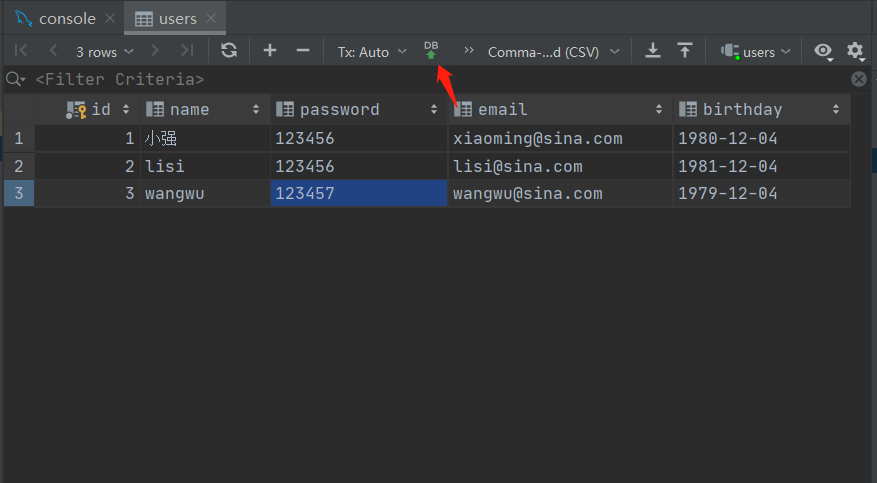 console users
3 rows Tx: Auto DB Comma-...d (CSV) users
<Filter Criteria>
id name password email birthday
1 1 小强 123456 xiaoming@sina.com 1980-12-04
2 2 lisi 123456 lisi@sina.com 1981-12-04
3 3 wangwu 123457 wangwu@sina.com 1979-12-04